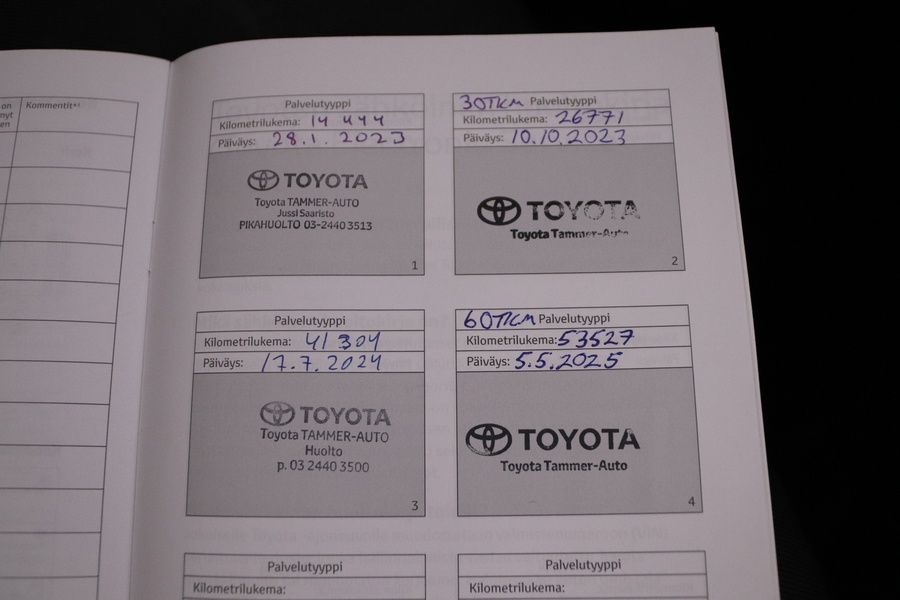 on
nyt
en
Kommentit*⁾
Palvelutyyppi
Kilometrilukema: 14 444
Päiväys: 28.1. 2023
TOYOTA
Toyota TAMMER-AUTO
Jussi Saaristo
PIKAHUOLTO 03-2440 3513
1
30TKM Palvelutyyppi
Kilometrilukema: 26771
Päiväys: 10.10.2023
TOYOTA
Toyota Tammer-Auto
2
Palvelutyyppi
Kilometrilukema: 41 304
Päiväys: 17.7.2024
TOYOTA
Toyota TAMMER-AUTO
Huolto
p. 03 2440 3500
3
60TKM Palvelutyyppi
Kilometrilukema: 53527
Päiväys: 5.5.2025
TOYOTA
Toyota Tammer-Auto
4
Palvelutyyppi
Kilometrilukema:
Palvelutyyppi
Kilometrilukema: